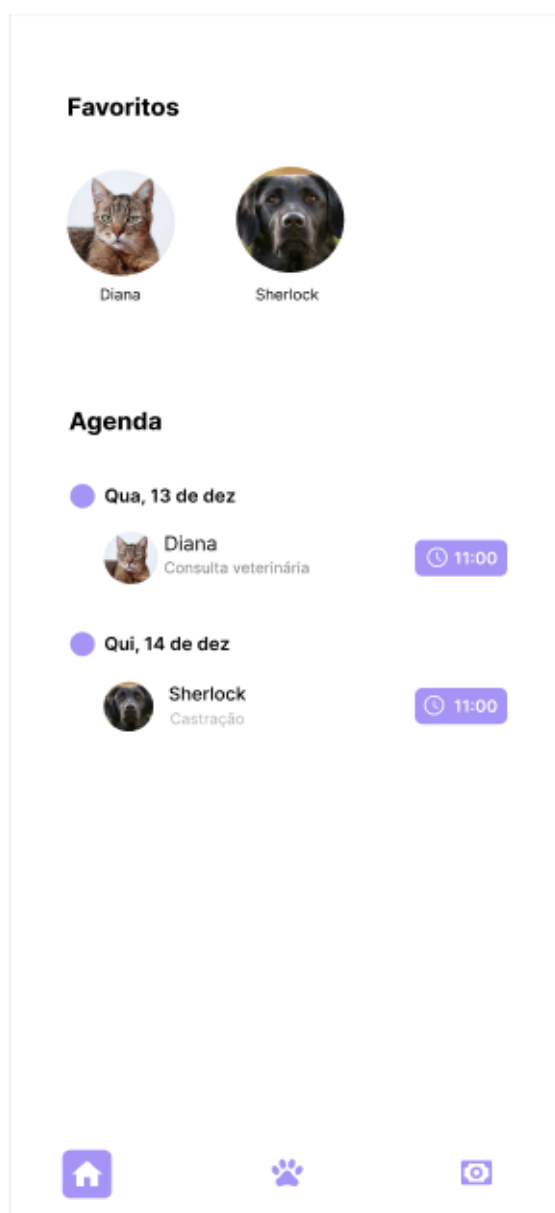 Favoritos
Diana
Sherlock
Agenda
Qua, 13 de dez
Diana
Consulta veterinária
11:00
Qui, 14 de dez
Sherlock
Castração
11:00